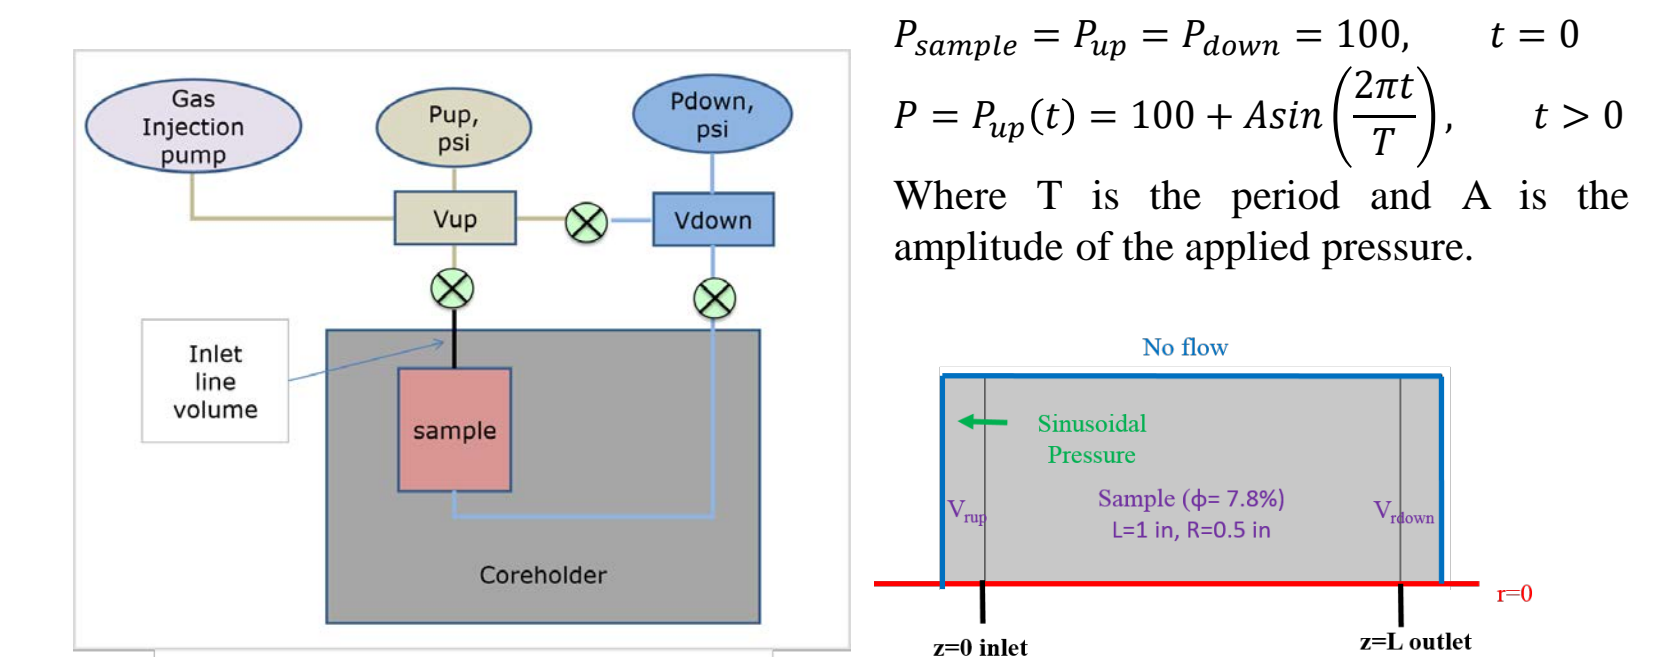 Gas
Injection
pump
Pup,
psi
Pdown,
psi
Vup
Vdown
Inlet
line
volume
sample
Coreholder
P_sample = P_up = P_down = 100, t = 0
P = P_up(t) = 100 + Asin(2πt/T), t > 0
Where T is the period and A is the
amplitude of the applied pressure.
No flow
Sinusoidal
Pressure
V_rup
Sample (ϕ= 7.8%)
L=1 in, R=0.5 in
V_rdown
r=0
z=0 inlet
z=L outlet